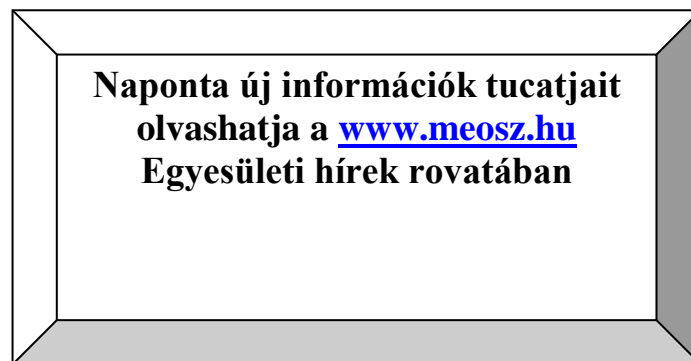 Naponta új információk tucatjait
olvashatja a www.meosz.hu
Egyesületi hírek rovatában